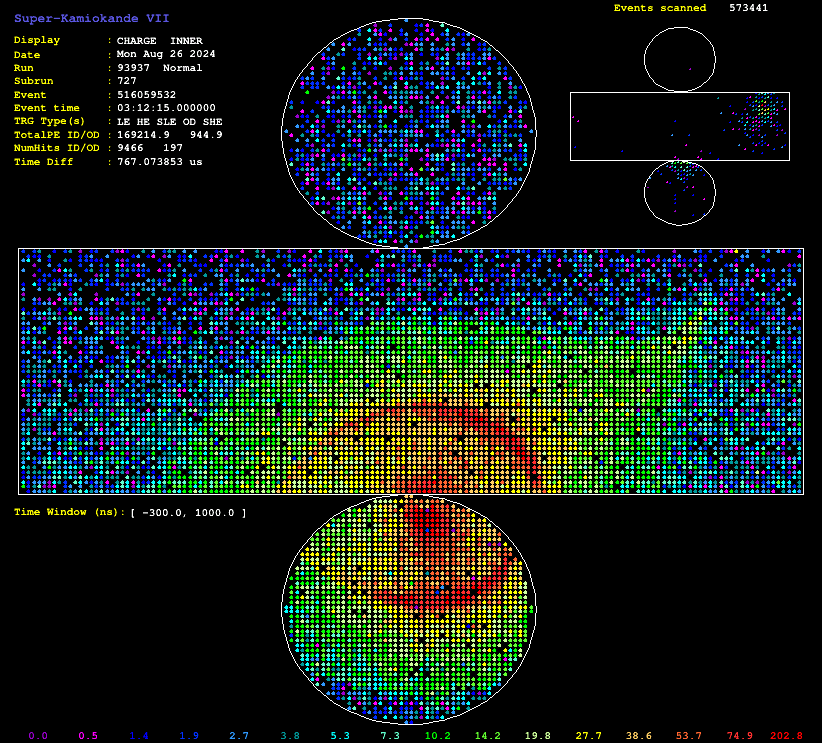 Super-Kamiokande VII
Events scanned 573441
Display : CHARGE INNER
Date : Mon Aug 26 2024
Run : 93937 Normal
Subrun : 727
Event : 516059532
Event time : 03:12:15.000000
TRG Type(s) : LE HE SLE OD SHE
TotalPE ID/OD : 169214.9 944.9
NumHits ID/OD : 9466 197
Time Diff : 767.073853 us
Time Window (ns): [ -300.0, 1000.0 ]
0.0 0.5 1.4 1.9 2.7 3.8 5.3 7.3 10.2 14.2 19.8 27.7 38.6 53.7 74.9 202.8